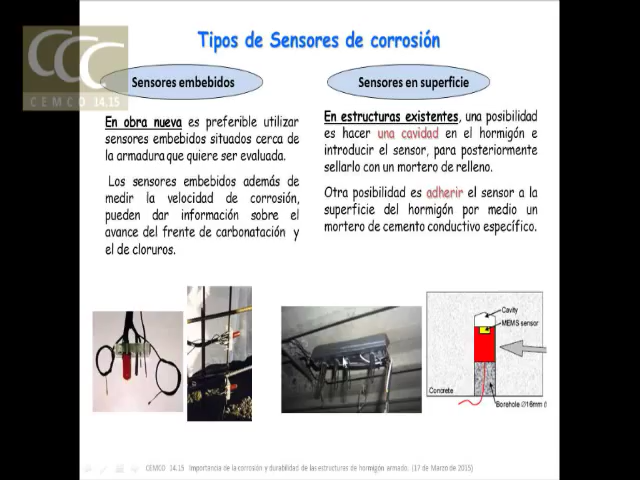 CCC
CEMCO 14.15
Tipos de Sensores de corrosión
Sensores embebidos
En obra nueva es preferible utilizar
sensores embebidos situados cerca de
la armadura que quiere ser evaluada.
Los sensores embebidos además de
medir la velocidad de corrosión,
pueden dar información sobre el
avance del frente de carbonatación y
el de cloruros.
Sensores en superficie
En estructuras existentes, una posibilidad
es hacer una cavidad en el hormigón e
introducir el sensor, para posteriormente
sellarlo con un mortero de relleno.
Otra posibilidad es adherir el sensor a la
superficie del hormigón por medio un
mortero de cemento conductivo específico.
Cavity
MEMS sensor
Concrete
Borehole Ø16mm
CEMCO 14.15 Importancia de la corrosión y durabilidad de las estructuras de hormigón armado. (17 de Marzo de 2015)